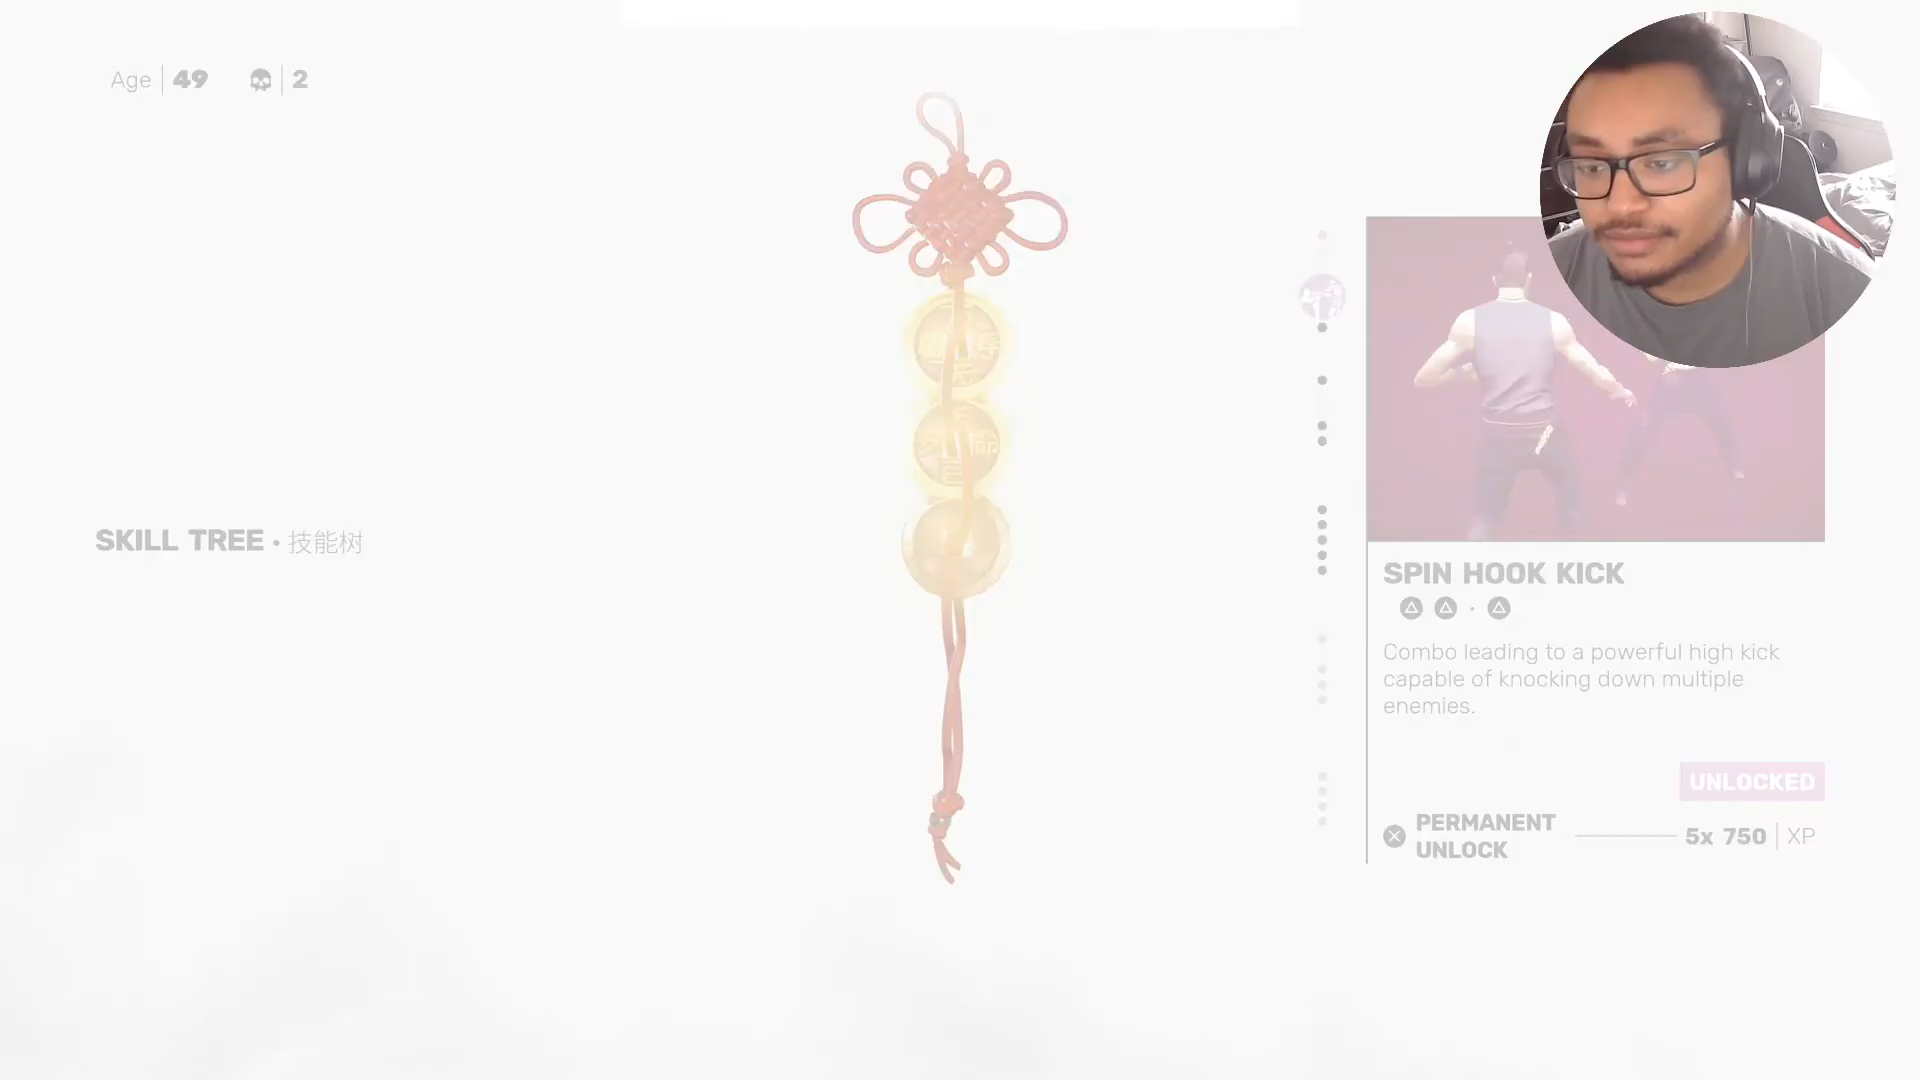 Age 49 2
SKILL TREE • 技能树
SPIN HOOK KICK
Combo leading to a powerful high kick
capable of knocking down multiple
enemies.
UNLOCKED
PERMANENT
UNLOCK
5x 750 XP